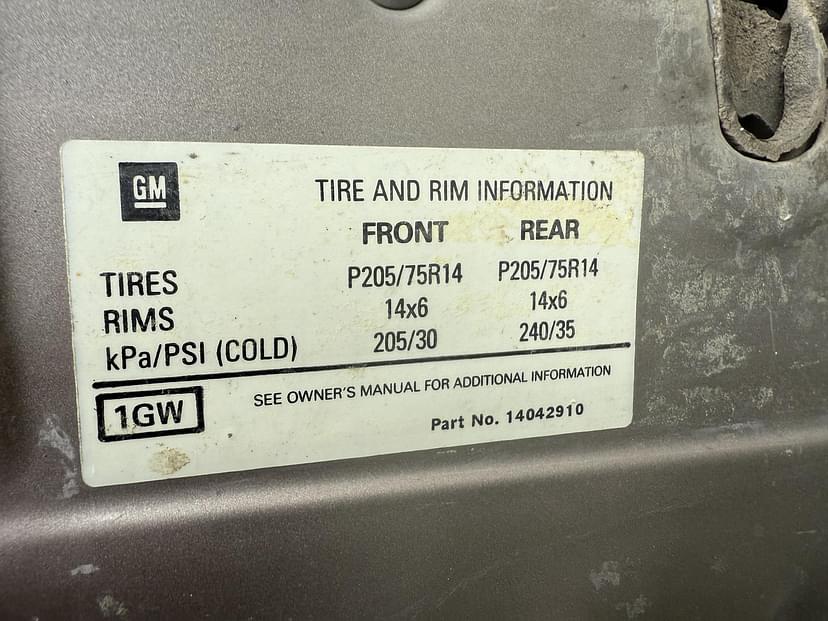 GM
TIRE AND RIM INFORMATION
FRONT REAR
TIRES P205/75R14 P205/75R14
RIMS 14x6 14x6
kPa/PSI (COLD) 205/30 240/35
1GW SEE OWNER'S MANUAL FOR ADDITIONAL INFORMATION
Part No. 14042910